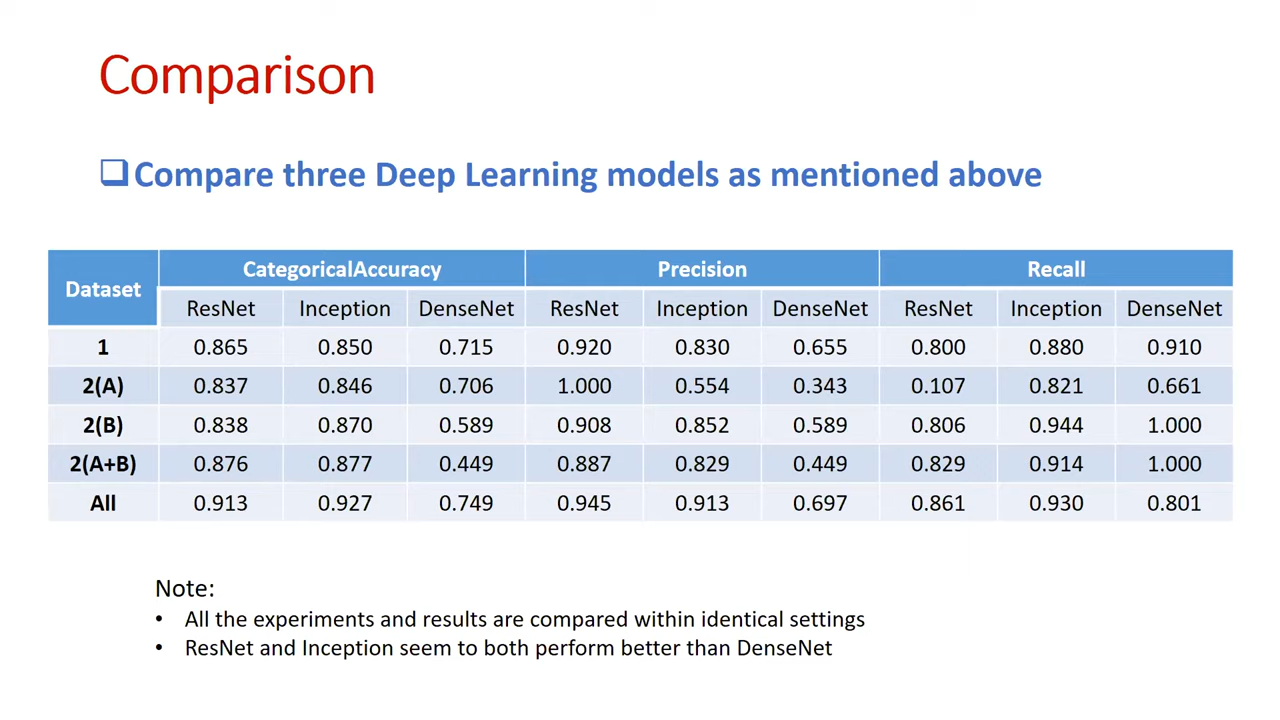 Comparison
Compare three Deep Learning models as mentioned above
Dataset CategoricalAccuracy Precision Recall
ResNet Inception DenseNet ResNet Inception DenseNet ResNet Inception DenseNet
1 0.865 0.850 0.715 0.920 0.830 0.655 0.800 0.880 0.910
2(A) 0.837 0.846 0.706 1.000 0.554 0.343 0.107 0.821 0.661
2(B) 0.838 0.870 0.589 0.908 0.852 0.589 0.806 0.944 1.000
2(A+B) 0.876 0.877 0.449 0.887 0.829 0.449 0.829 0.914 1.000
All 0.913 0.927 0.749 0.945 0.913 0.697 0.861 0.930 0.801
Note:
• All the experiments and results are compared within identical settings
• ResNet and Inception seem to both perform better than DenseNet